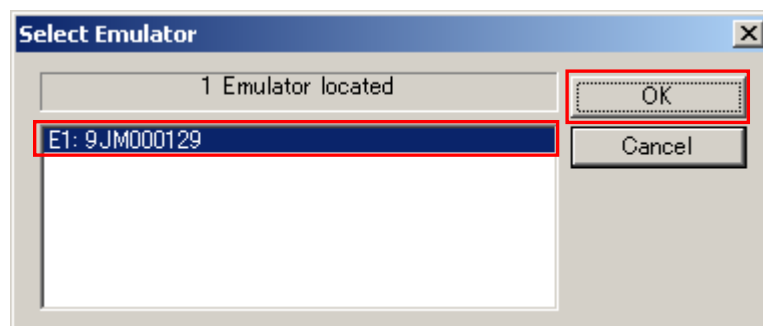 Select Emulator
1 Emulator located
OK
E1: 9JM000129
Cancel